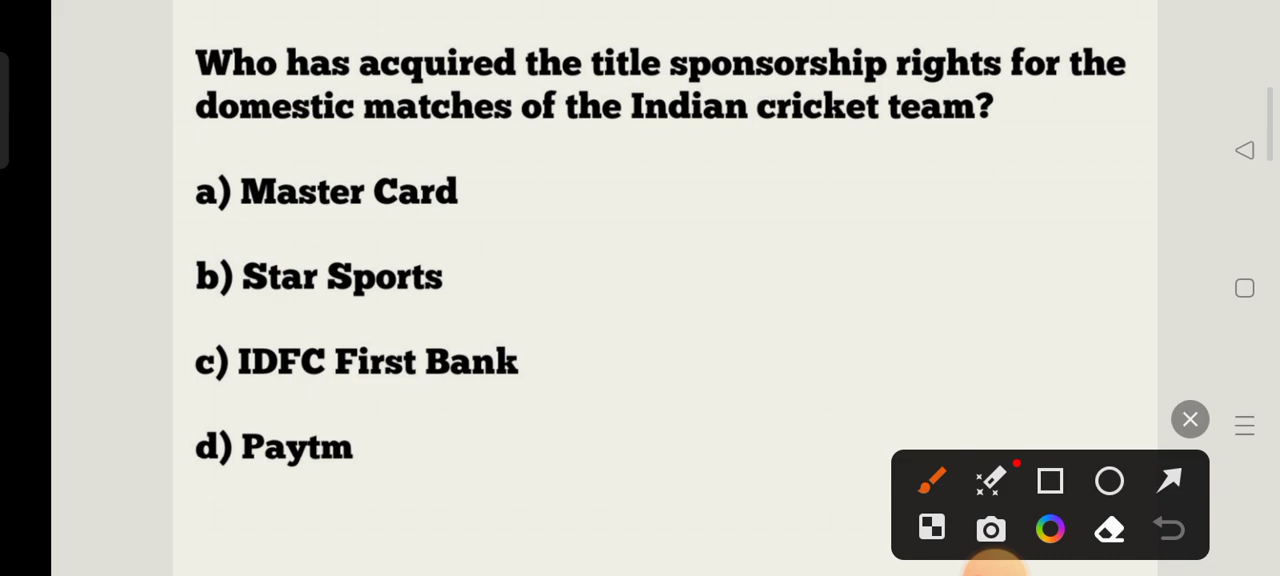 Who has acquired the title sponsorship rights for the
domestic matches of the Indian cricket team?
a) Master Card
b) Star Sports
c) IDFC First Bank
d) Paytm